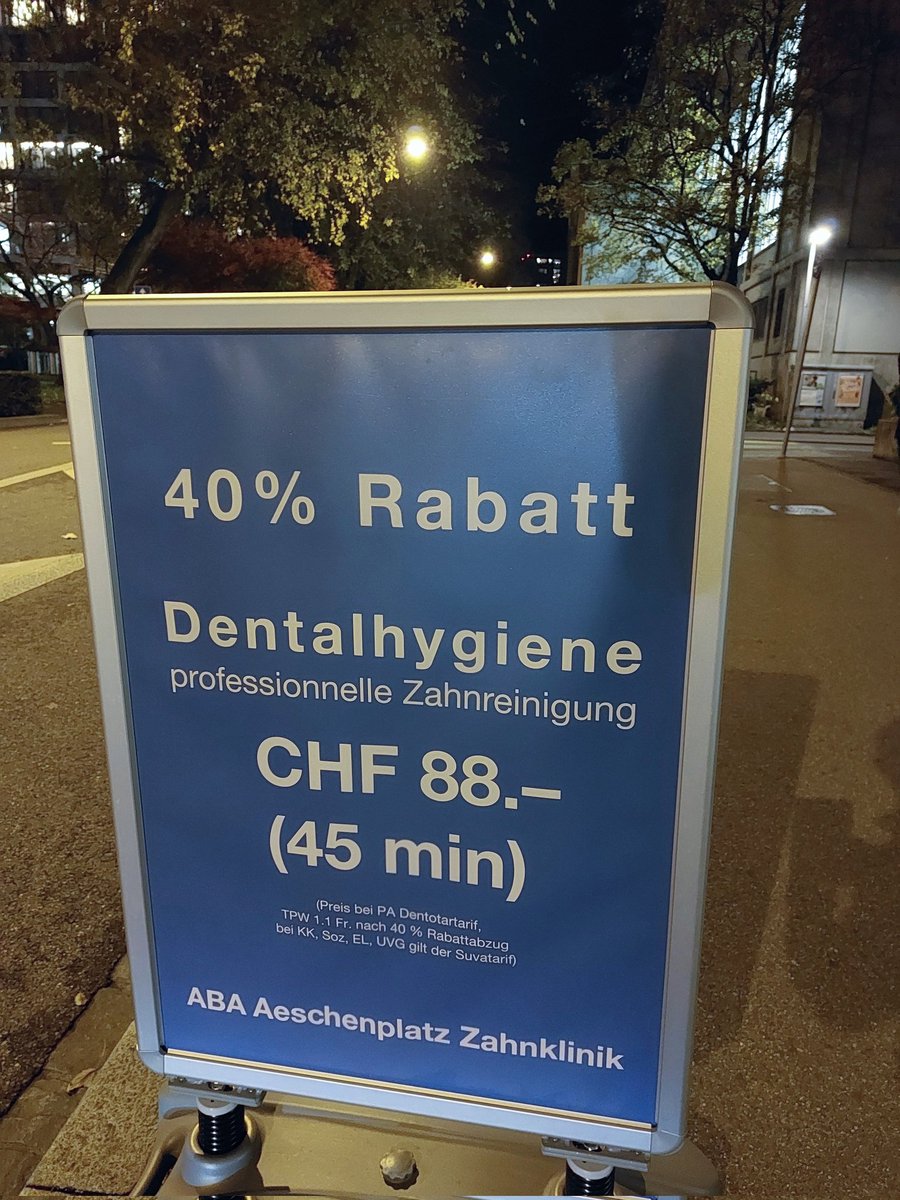 40% Rabatt
Dentalhygiene
professionnelle Zahnreinigung
CHF 88.–
(45 min)
(Preis bei PA Dentotartarif,
TPW 1.1 Fr. nach 40 % Rabattabzug
bei KK, Soz, EL, UVG gilt der Suvatarif)
ABA Aeschenplatz Zahnklinik